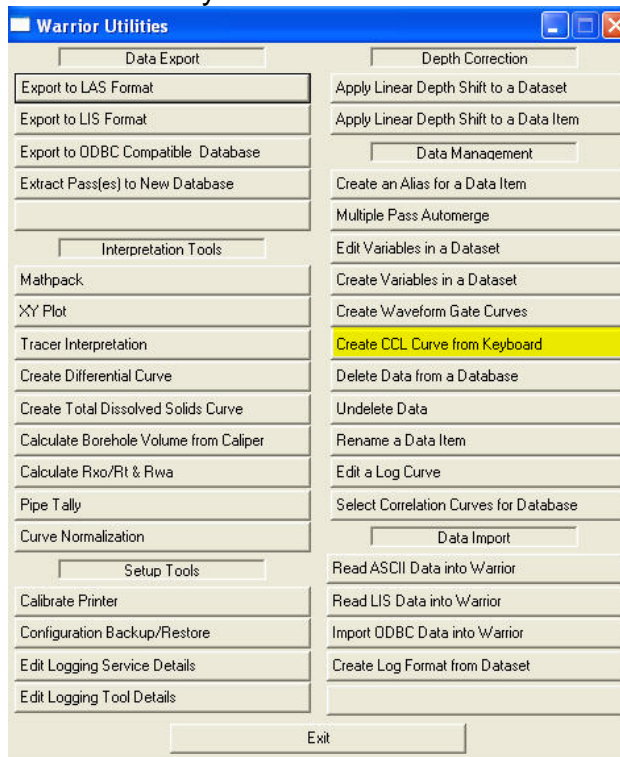 Warrior Utilities
Data Export
Export to LAS Format
Export to LIS Format
Export to ODBC Compatible Database
Extract Pass(es) to New Database
Interpretation Tools
Mathpack
XY Plot
Tracer Interpretation
Create Differential Curve
Create Total Dissolved Solids Curve
Calculate Borehole Volume from Caliper
Calculate Rxo/Rt & Rwa
Pipe Tally
Curve Normalization
Setup Tools
Calibrate Printer
Configuration Backup/Restore
Edit Logging Service Details
Edit Logging Tool Details
Depth Correction
Apply Linear Depth Shift to a Dataset
Apply Linear Depth Shift to a Data Item
Data Management
Create an Alias for a Data Item
Multiple Pass Automerge
Edit Variables in a Dataset
Create Variables in a Dataset
Create Waveform Gate Curves
Create CCL Curve from Keyboard
Delete Data from a Database
Undelete Data
Rename a Data Item
Edit a Log Curve
Select Correlation Curves for Database
Data Import
Read ASCII Data into Warrior
Read LIS Data into Warrior
Import ODBC Data into Warrior
Create Log Format from Dataset
Exit